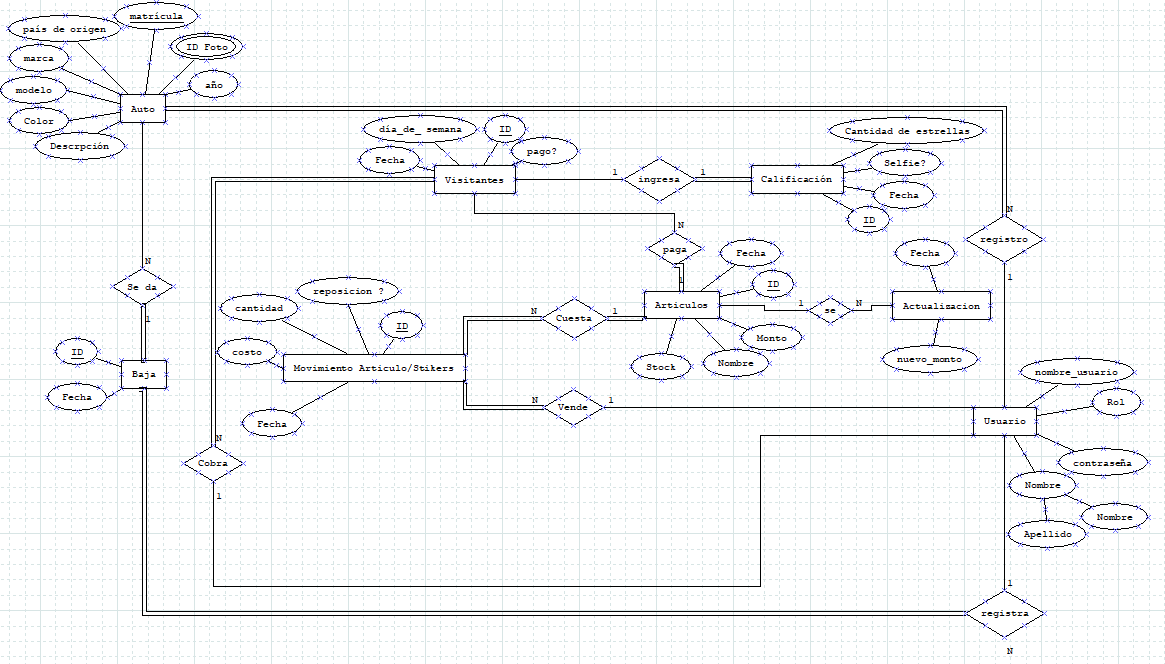 matrícula
país de origen
ID Foto
marca
año
modelo
Auto
Color
Descrpción
día_de_ semana
ID
pago?
Fecha
Visitantes
1
ingresa
1
Calificación
Cantidad de estrellas
Selfie?
Fecha
ID
N
registro
1
N
paga
1
Fecha
ID
Articulos
Monto
Nombre
Stock
1
se
N
Fecha
Actualizacion
nuevo_monto
N
Se da
1
ID
Baja
Fecha
reposicion ?
cantidad
ID
costo
Movimiento Articulo/Stikers
Fecha
N
Cuesta
1
N
Vende
1
nombre_usuario
Rol
Usuario
contraseña
Nombre
Nombre
Apellido
N
Cobra
1
1
registra
N